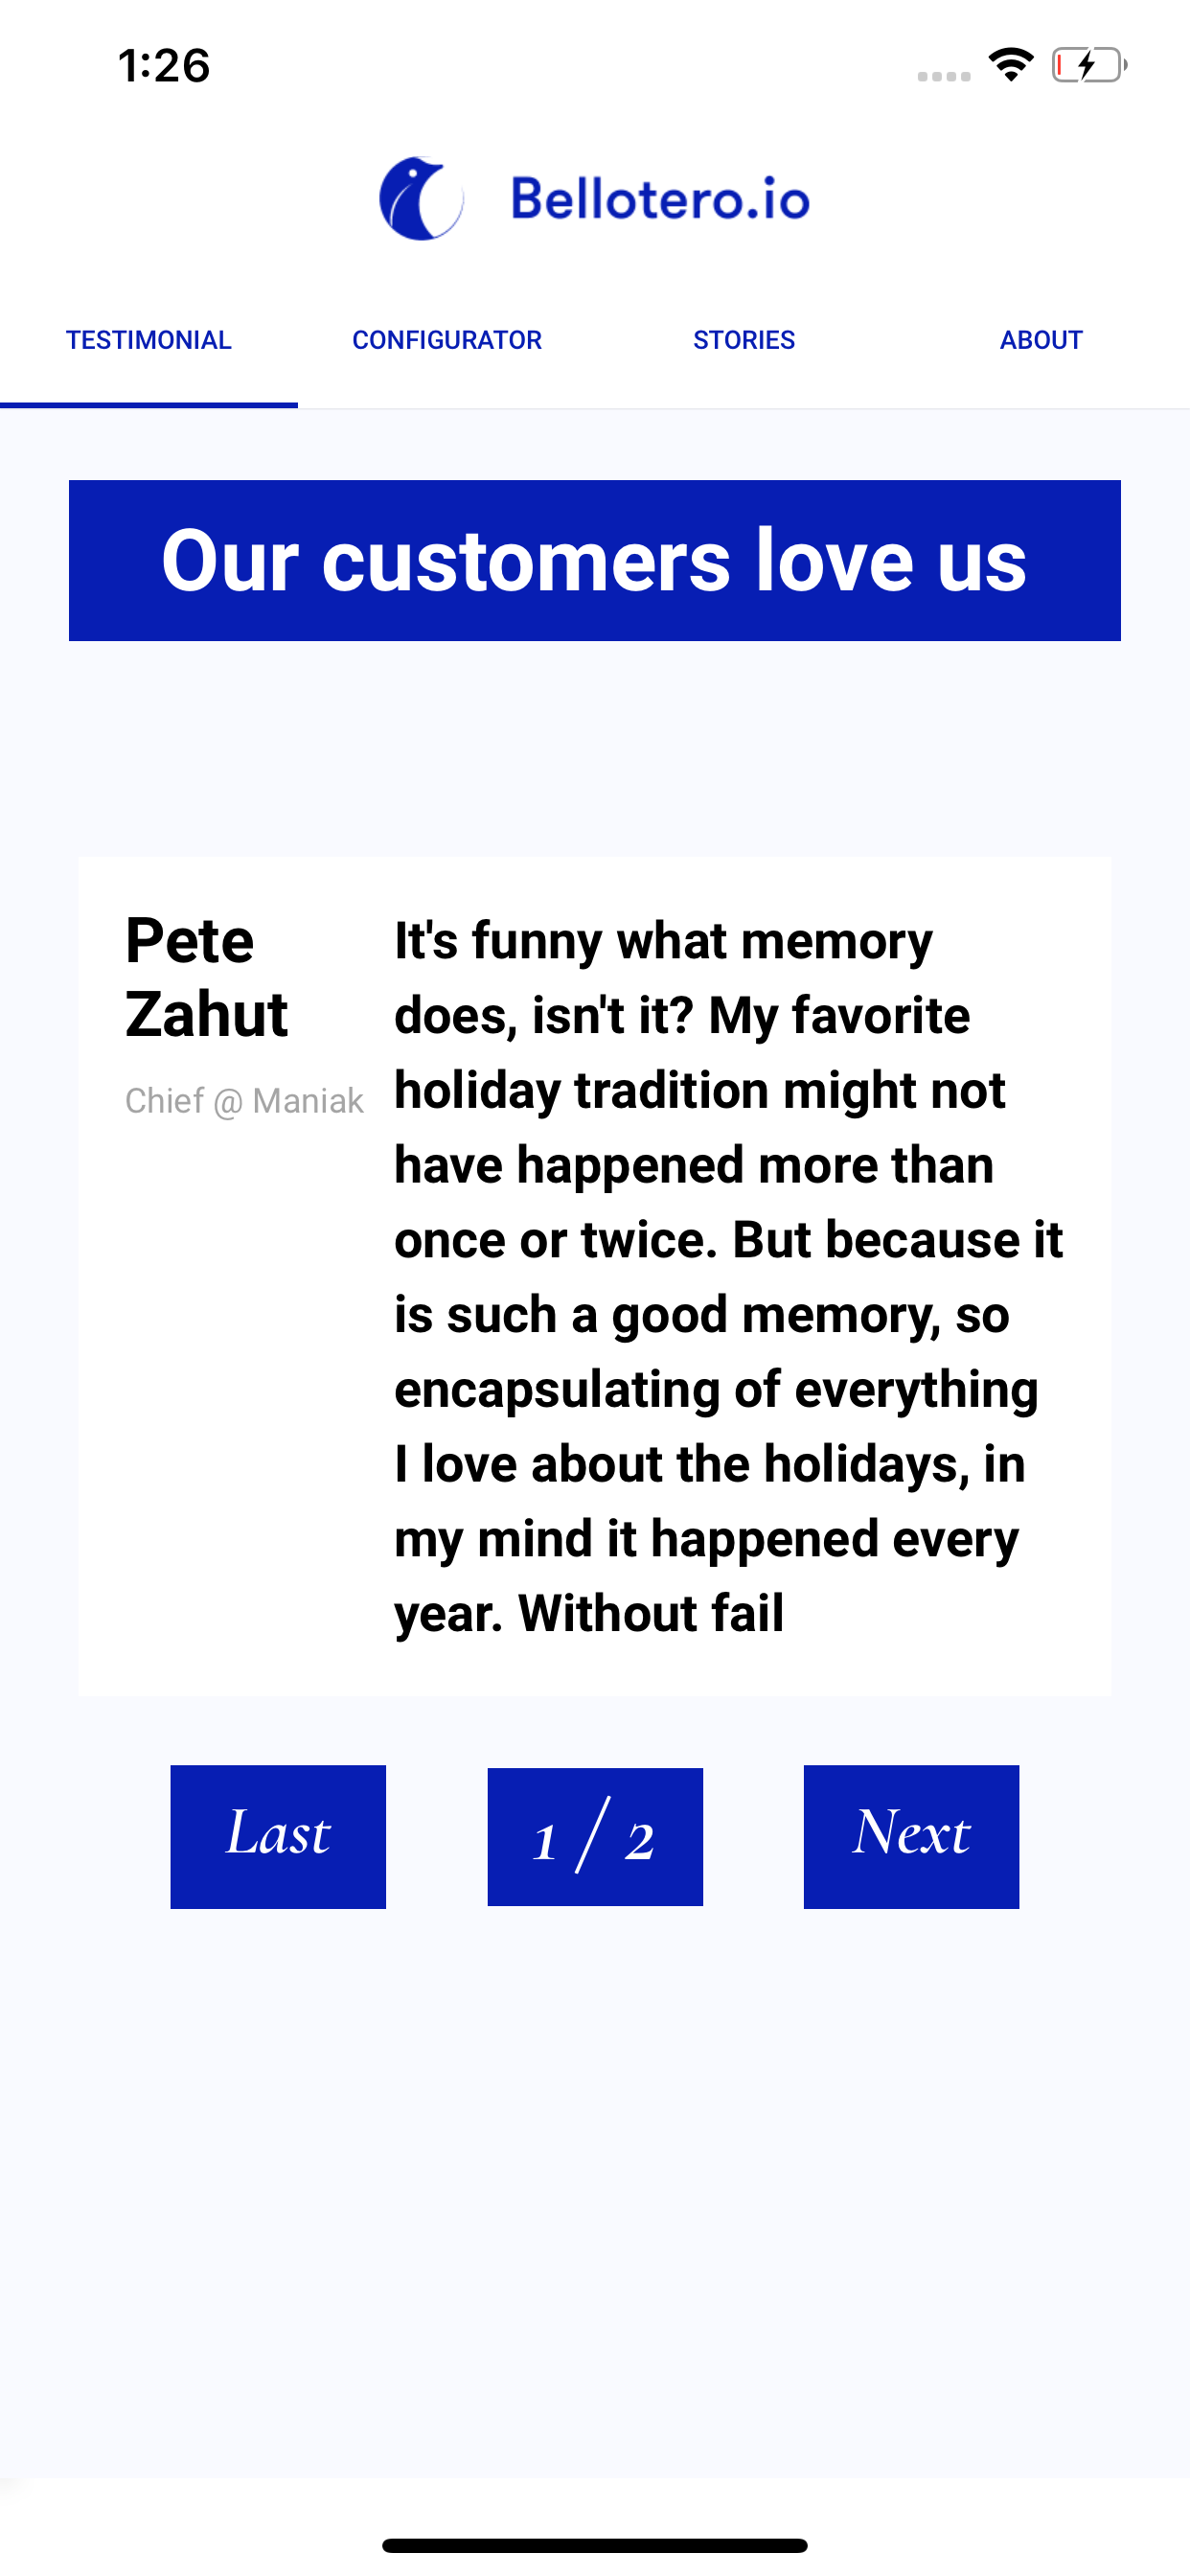 1:26
Bellotero.io
TESTIMONIAL CONFIGURATOR STORIES ABOUT
Our customers love us
Pete
Zahut
Chief @ Maniak
It's funny what memory
does, isn't it? My favorite
holiday tradition might not
have happened more than
once or twice. But because it
is such a good memory, so
encapsulating of everything
I love about the holidays, in
my mind it happened every
year. Without fail
Last 1 / 2 Next